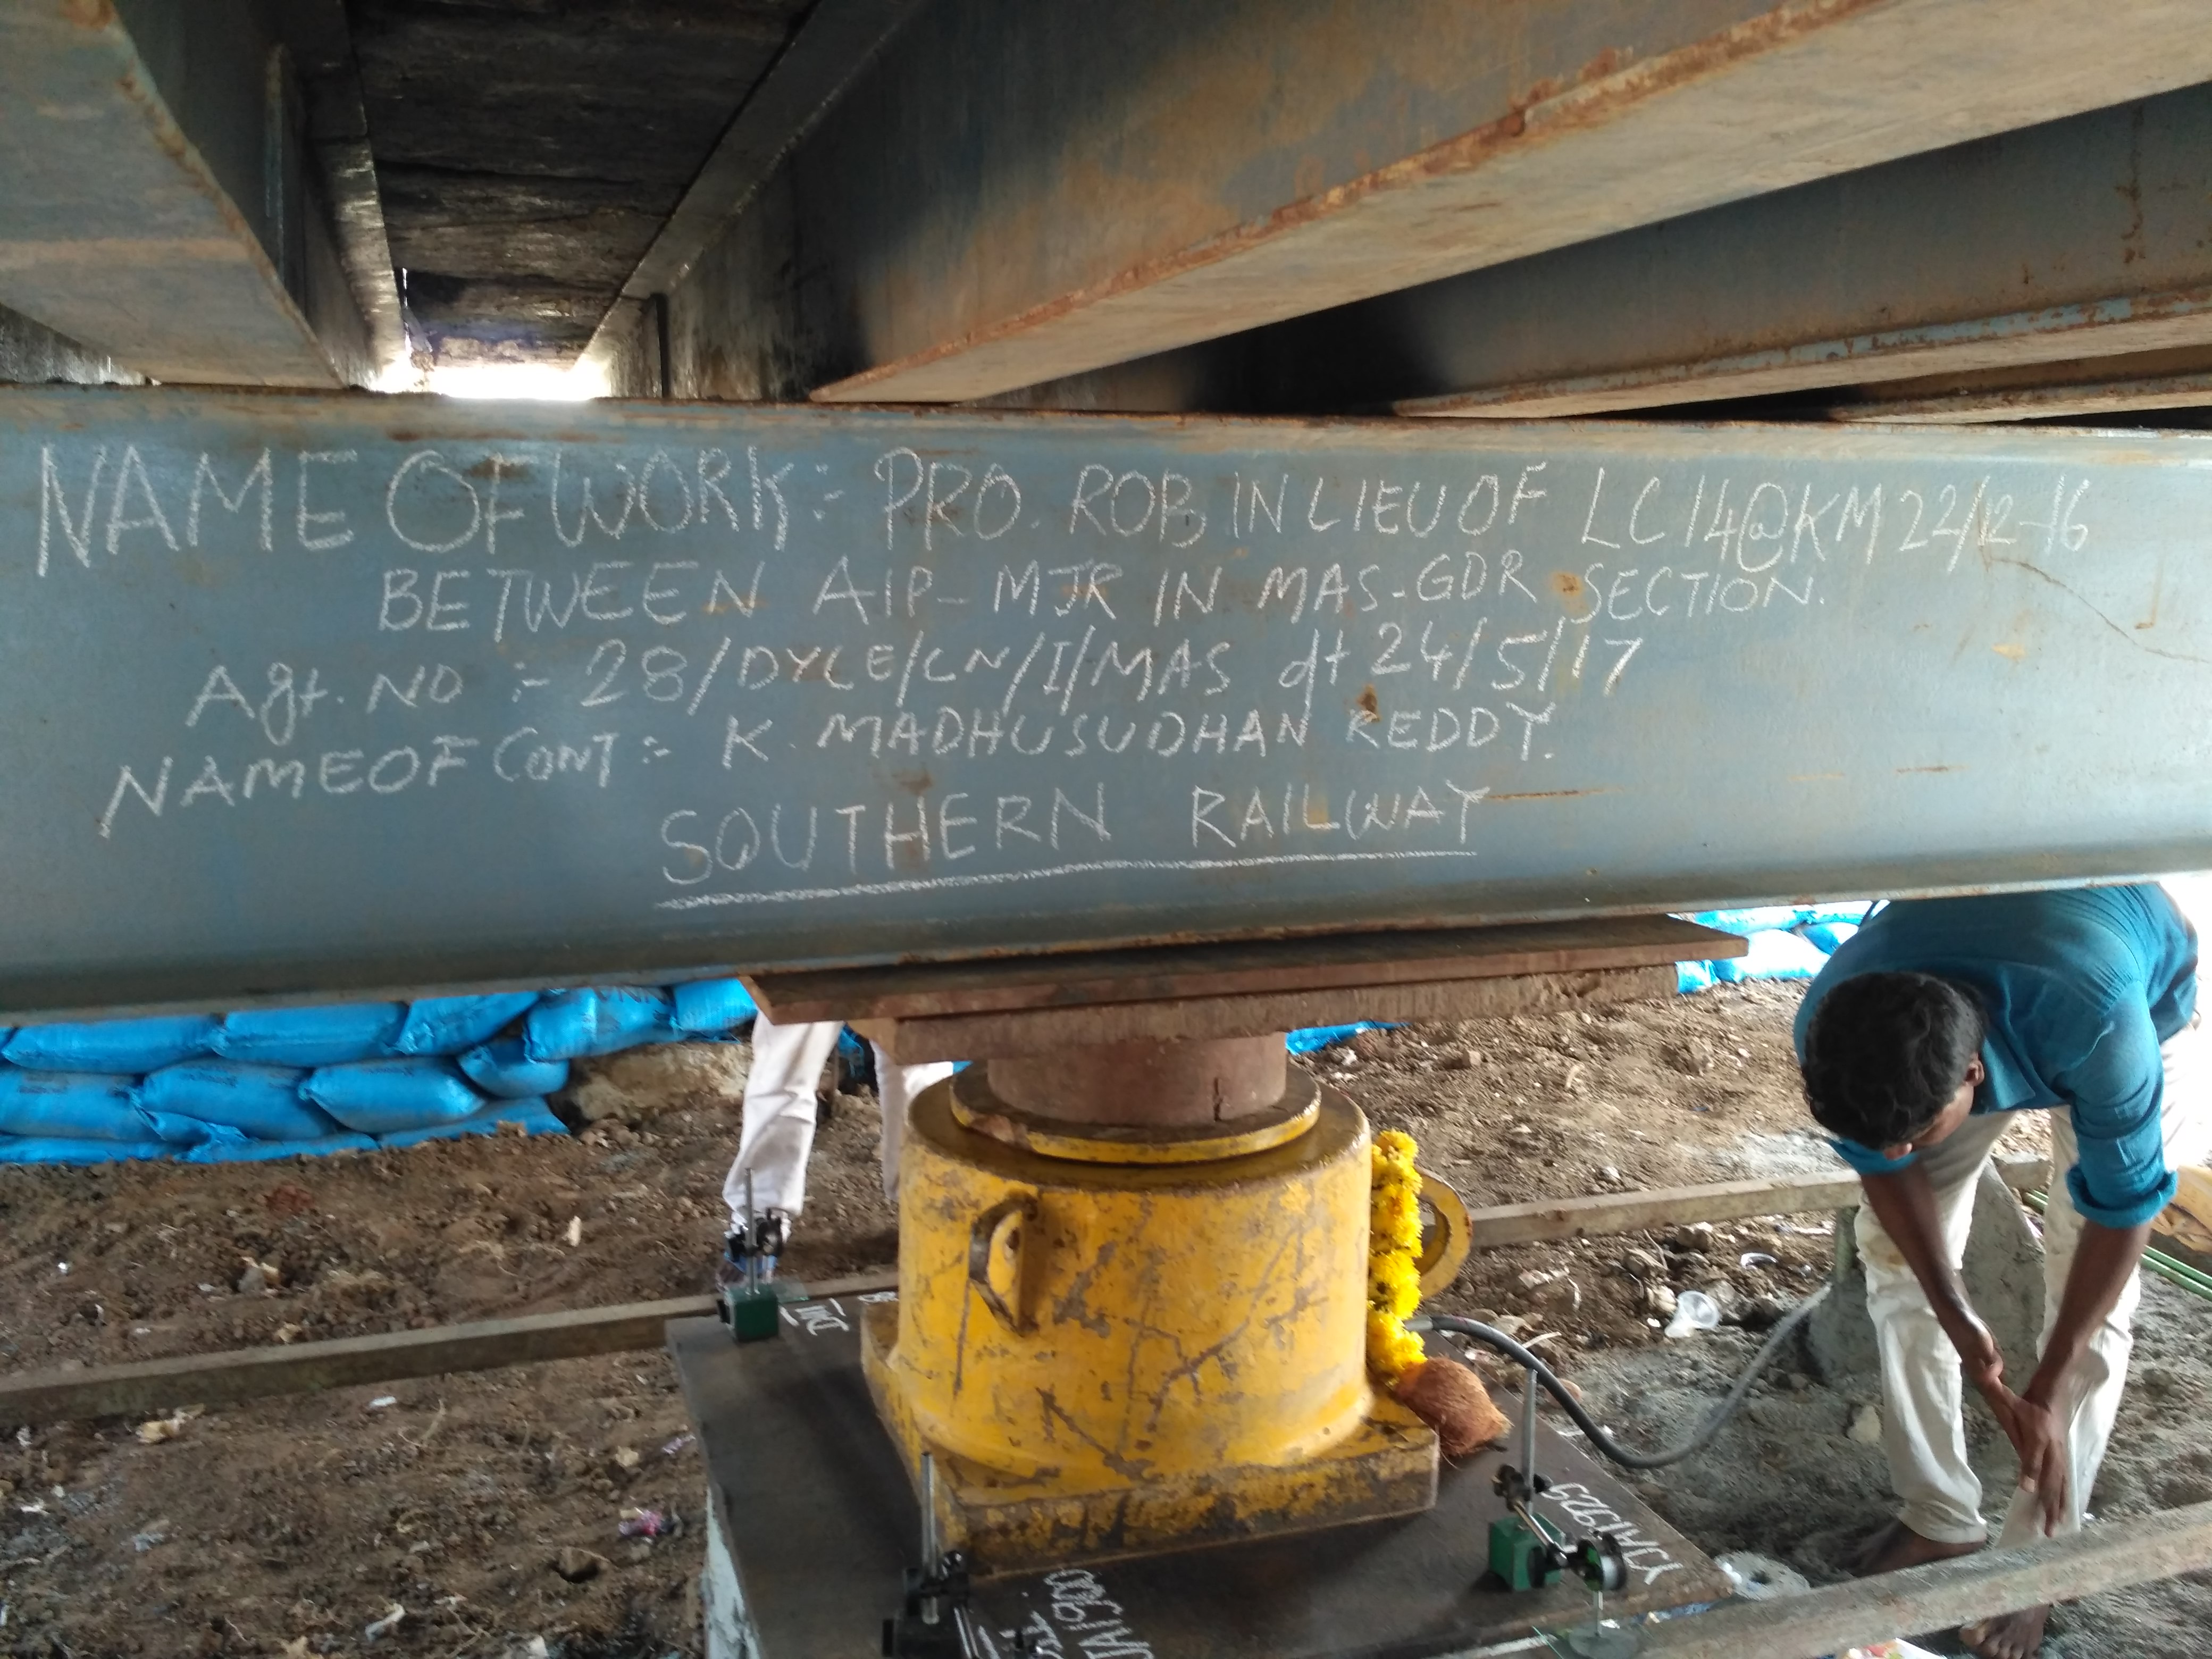 NAME OF WORK:- PRO. ROB IN LIEU OF LC 14@KM 22/12-16
BETWEEN AIP-MJR IN MAS-GDR SECTION.
Agt. NO :- 28/DYCE/CN/I/MAS dt 24/5/17
NAME OF CONT:- K. MADHUSUDHAN REDDY.
SOUTHERN RAILWAY